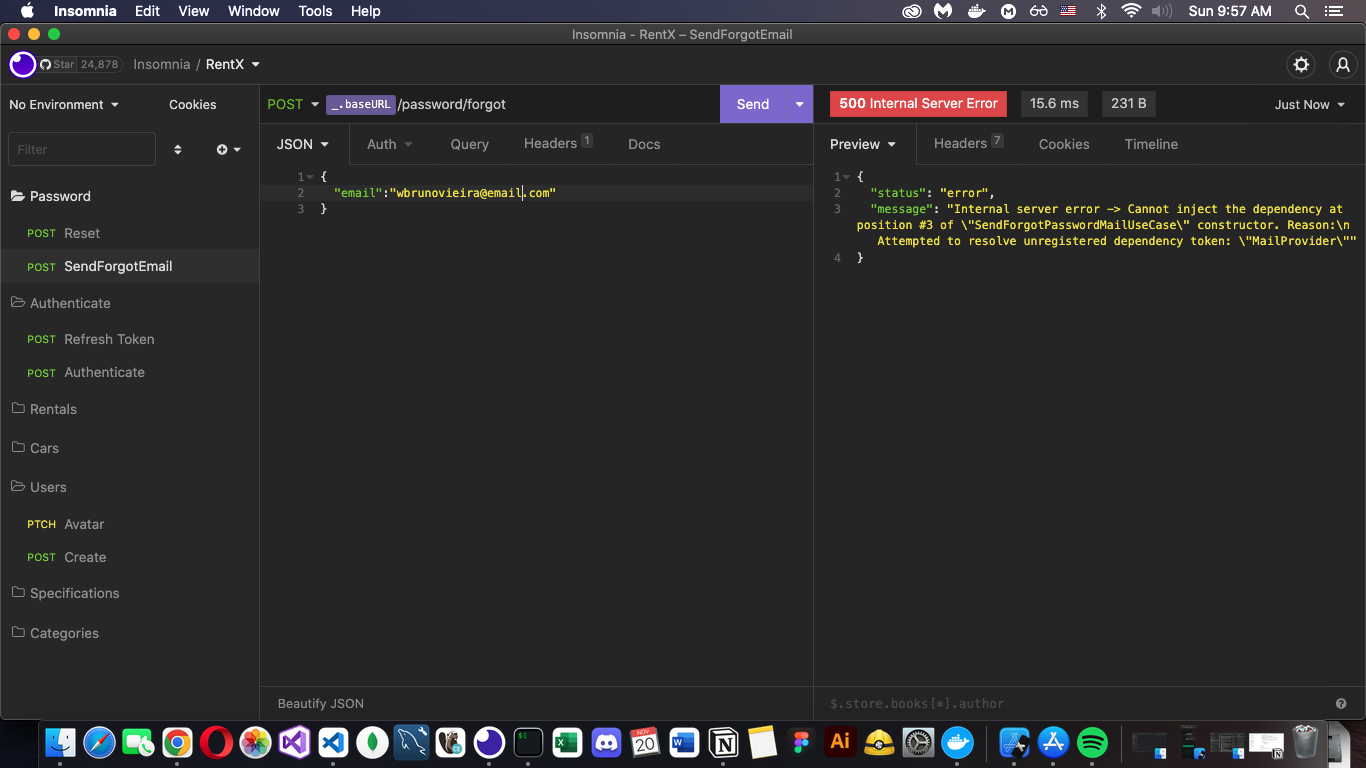 Insomnia Edit View Window Tools Help Sun 9:57 AM
Insomnia - RentX – SendForgotEmail
Star 24,878 Insomnia / RentX
No Environment Cookies POST _.baseURL /password/forgot Send 500 Internal Server Error 15.6 ms 231 B Just Now
Filter JSON Auth Query Headers 1 Docs Preview Headers 7 Cookies Timeline
Password
POST Reset
POST SendForgotEmail
Authenticate
POST Refresh Token
POST Authenticate
Rentals
Cars
Users
PTCH Avatar
POST Create
Specifications
Categories
1 {
2 "email":"wbrunovieira@email.com"
3 }
Beautify JSON
1 {
2 "status": "error",
3 "message": "Internal server error -> Cannot inject the dependency at
position #3 of \"SendForgotPasswordMailUseCase\" constructor. Reason:\n
Attempted to resolve unregistered dependency token: \"MailProvider\""
4 }
$.store.books[*].author
NOV
20
Ai